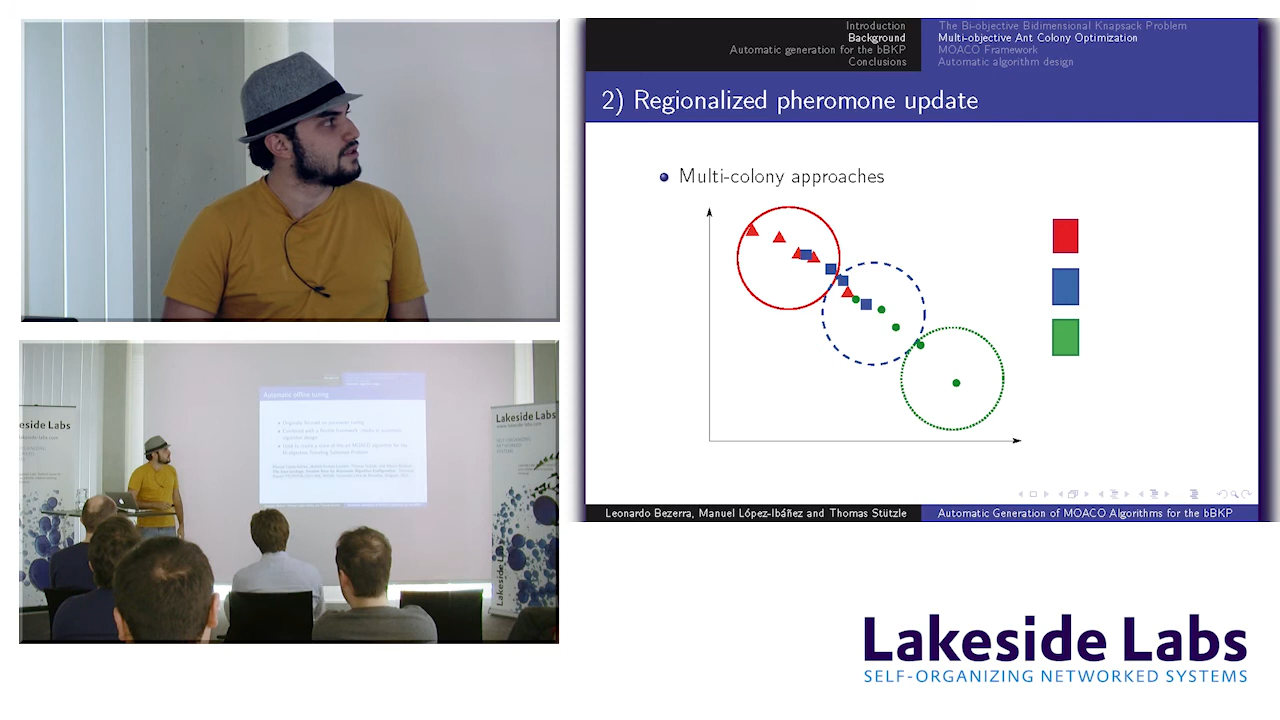 Introduction
Background
Automatic generation for the bBKP
Conclusions
The Bi-objective Bidimensional Knapsack Problem
Multi-objective Ant Colony Optimization
MOACO Framework
Automatic algorithm design
2) Regionalized pheromone update
Multi-colony approaches
Leonardo Bezerra, Manuel López-Ibáñez and Thomas Stützle
Automatic Generation of MOACO Algorithms for the bBKP
Automatic offline tuning
Lakeside Labs
Lakeside Labs
SELF-ORGANIZING NETWORKED SYSTEMS